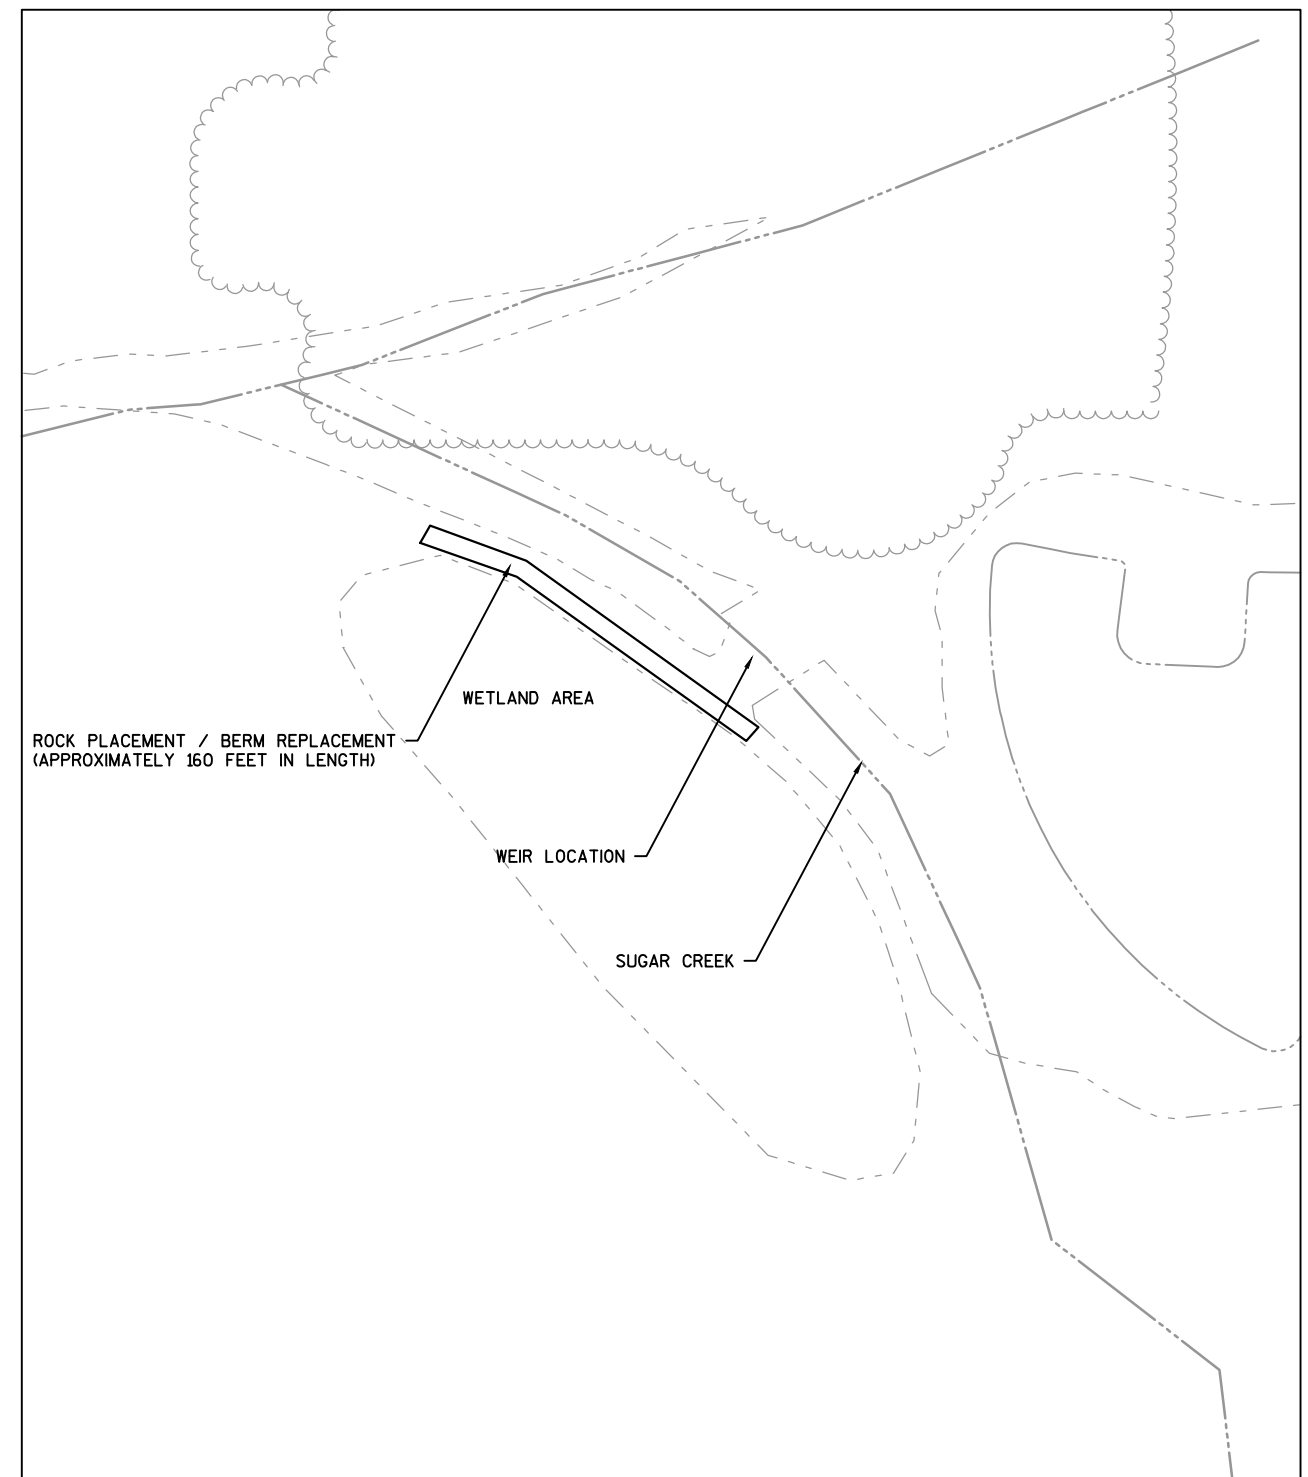 WETLAND AREA
ROCK PLACEMENT / BERM REPLACEMENT
(APPROXIMATELY 160 FEET IN LENGTH)
WEIR LOCATION
SUGAR CREEK